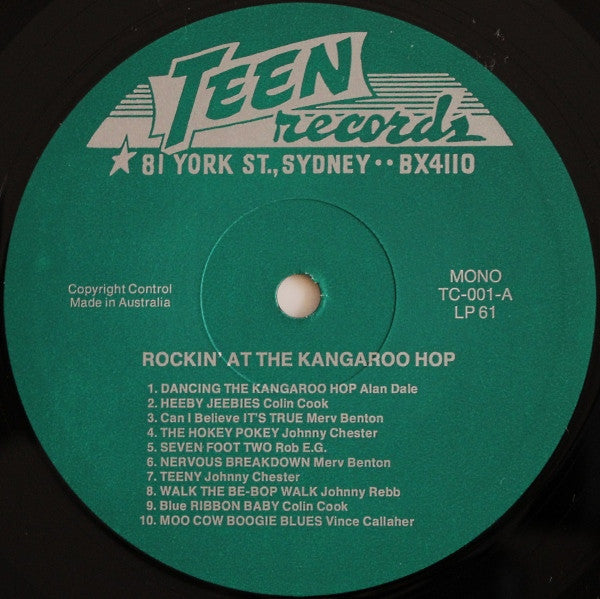 TEEN
records
★ 81 YORK ST., SYDNEY •• BX4110
Copyright Control
Made in Australia
MONO
TC-001-A
LP 61
ROCKIN' AT THE KANGAROO HOP
1. DANCING THE KANGAROO HOP Alan Dale
2. HEEBY JEEBIES Colin Cook
3. Can I Believe IT'S TRUE Merv Benton
4. THE HOKEY POKEY Johnny Chester
5. SEVEN FOOT TWO Rob E.G.
6. NERVOUS BREAKDOWN Merv Benton
7. TEENY Johnny Chester
8. WALK THE BE-BOP WALK Johnny Rebb
9. Blue RIBBON BABY Colin Cook
10. MOO COW BOOGIE BLUES Vince Callaher